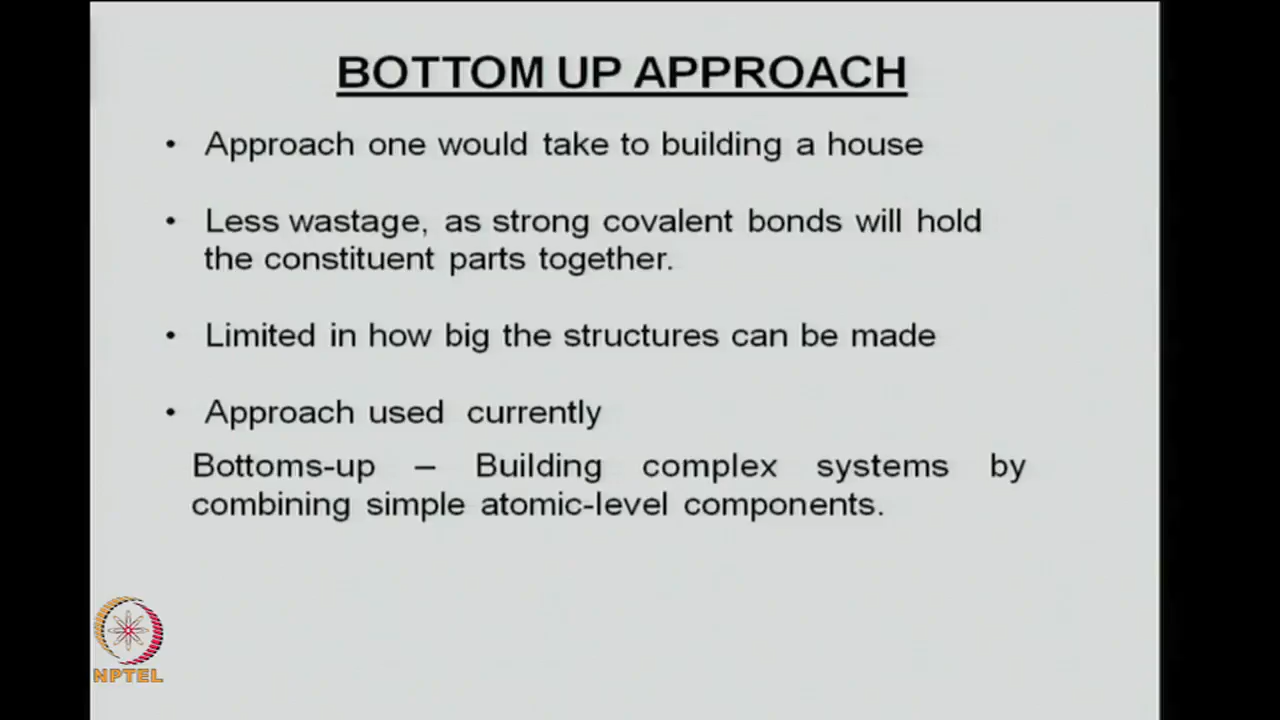 BOTTOM UP APPROACH
• Approach one would take to building a house
• Less wastage, as strong covalent bonds will hold
the constituent parts together.
• Limited in how big the structures can be made
• Approach used currently
Bottoms-up – Building complex systems by
combining simple atomic-level components.
NPTEL